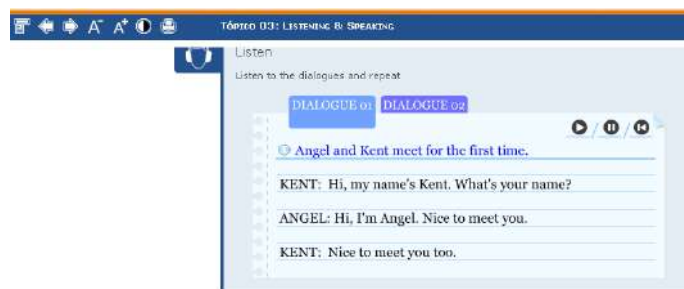 A- A+ TÓPICO 03: LISTENING & SPEAKING
Listen
Listen to the dialogues and repeat
DIALOGUE 01 DIALOGUE 02
Angel and Kent meet for the first time.
KENT: Hi, my name's Kent. What's your name?
ANGEL: Hi, I'm Angel. Nice to meet you.
KENT: Nice to meet you too.